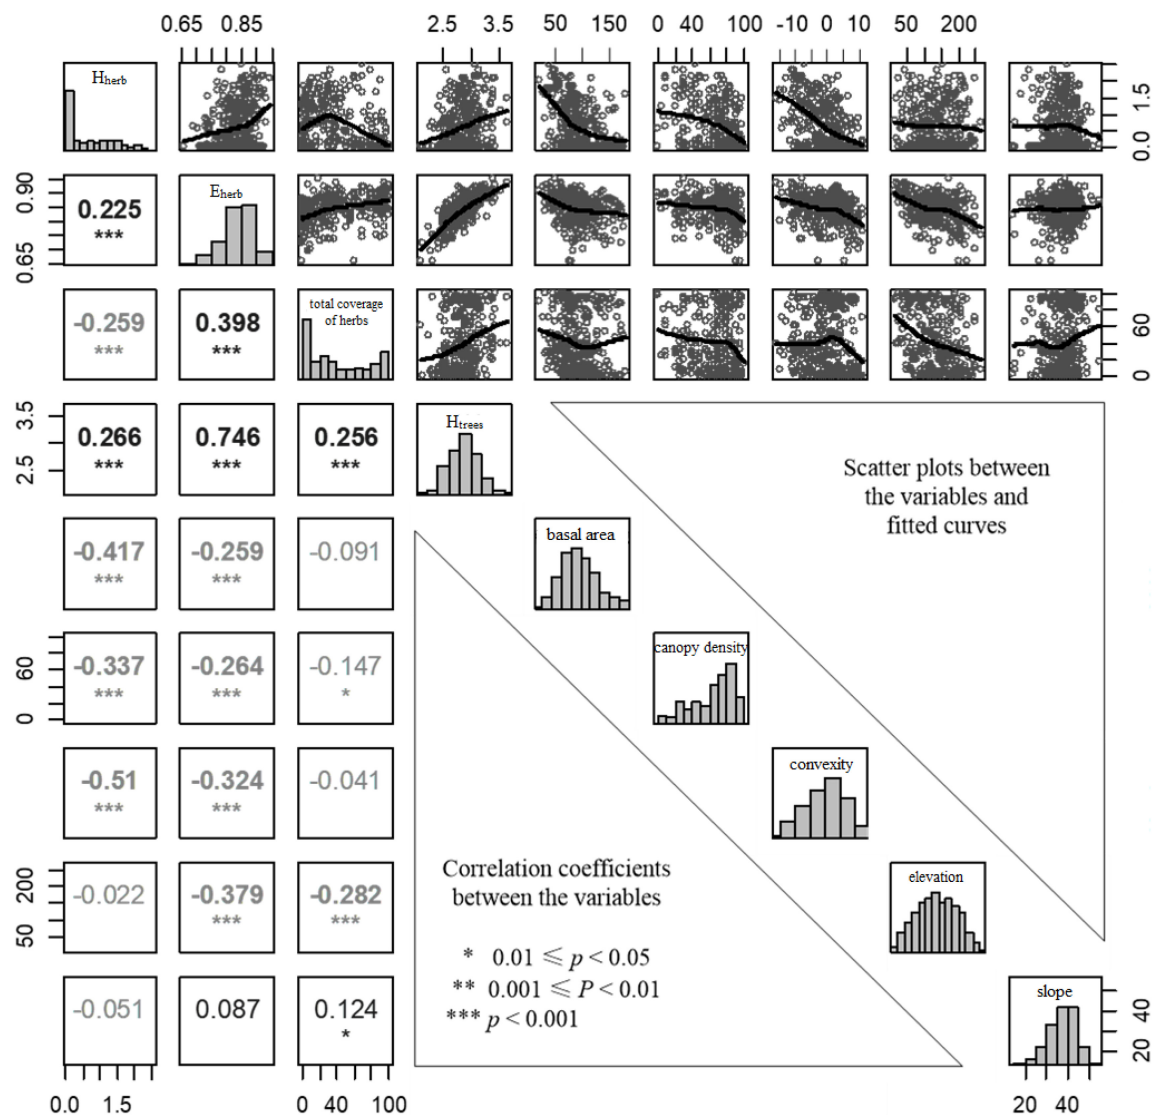 0.65 0.85 2.5 3.5 50 150 0 40 100 -10 0 10 50 200
Hherb
0.0 1.5
0.65 0.90
0.225
***
Eherb
-0.259
***
0.398
***
total coverage
of herbs
0 60
2.5 3.5
0.266
***
0.746
***
0.256
***
Htrees
Scatter plots between
the variables and
fitted curves
-0.417
***
-0.259
***
-0.091
basal area
0 60
-0.337
***
-0.264
***
-0.147
*
canopy density
-0.51
***
-0.324
***
-0.041
convexity
50 200
-0.022
-0.379
***
-0.282
***
elevation
Correlation coefficients
between the variables
* 0.01 ⩽ p < 0.05
** 0.001 ⩽ P < 0.01
*** p < 0.001
-0.051
0.087
0.124
*
slope
20 40
0.0 1.5 0 40 100 20 40